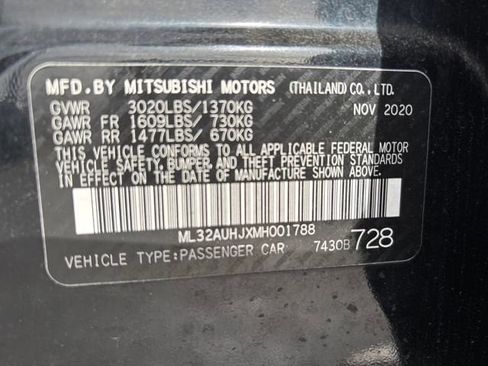 MFD.BY MITSUBISHI MOTORS (THAILAND) CO., LTD.
GVWR 3020LBS/1370KG NOV 2020
GAWR FR 1609LBS/ 730KG
GAWR RR 1477LBS/ 670KG
THIS VEHICLE CONFORMS TO ALL APPLICABLE FEDERAL MOTOR
VEHICLE SAFETY, BUMPER, AND THEFT PREVENTION STANDARDS
IN EFFECT ON THE DATE OF MANUFACTURE SHOWN ABOVE.
ML32AUHJXMH001788
VEHICLE TYPE:PASSENGER CAR 7430B 728